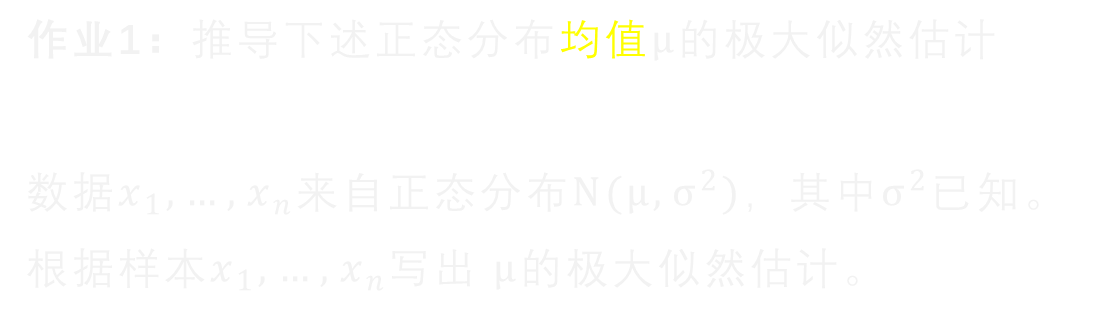 作业1：推导下述正态分布均值μ的极大似然估计
数据x₁,…,xₙ来自正态分布N(μ,σ²)，其中σ²已知。
根据样本x₁,…,xₙ写出 μ的极大似然估计。